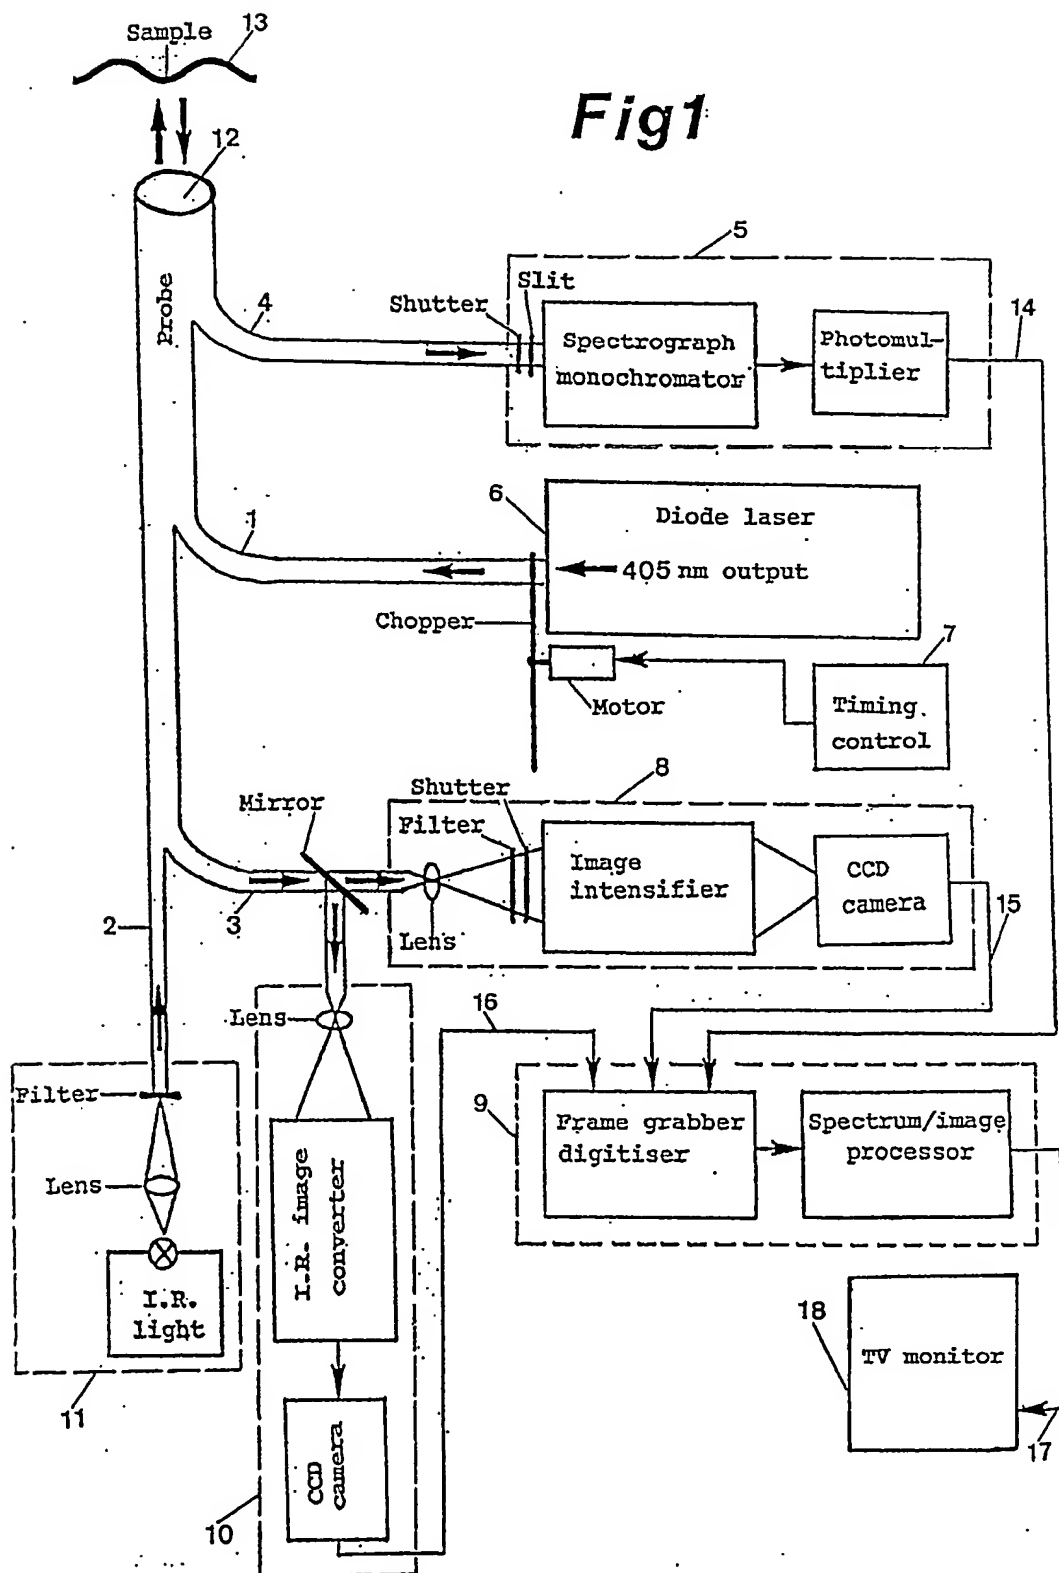 Sample
13
Fig1
12
5
Probe
4
Shutter
Slit
14
Spectrograph
monochromator
Photomul-
tiplier
6
Diode laser
1
405 nm output
Chopper
7
Motor
Timing
control
8
Shutter
Mirror
Filter
Image
intensifier
CCD
camera
15
2
3
Lens
16
Lens
Filter
9
Frame grabber
digitiser
Spectrum/image
processor
Lens
I.R. image
converter
I.R.
light
18
TV monitor
11
17
CCD
camera
10